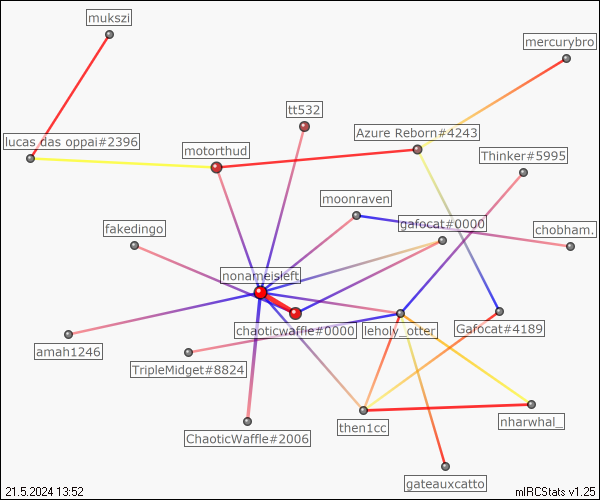 mukszi
mercurybro
tt532
Azure Reborn#4243
lucas das oppai#2396
motorthud
Thinker#5995
moonraven
gafocat#0000
fakedingo
chobham.
nonameisleft
chaoticwaffle#0000
leholy_otter
Gafocat#4189
amah1246
TripleMidget#8824
then1cc
nharwhal_
ChaoticWaffle#2006
gateauxcatto
21.5.2024 13:52
mIRCStats v1.25